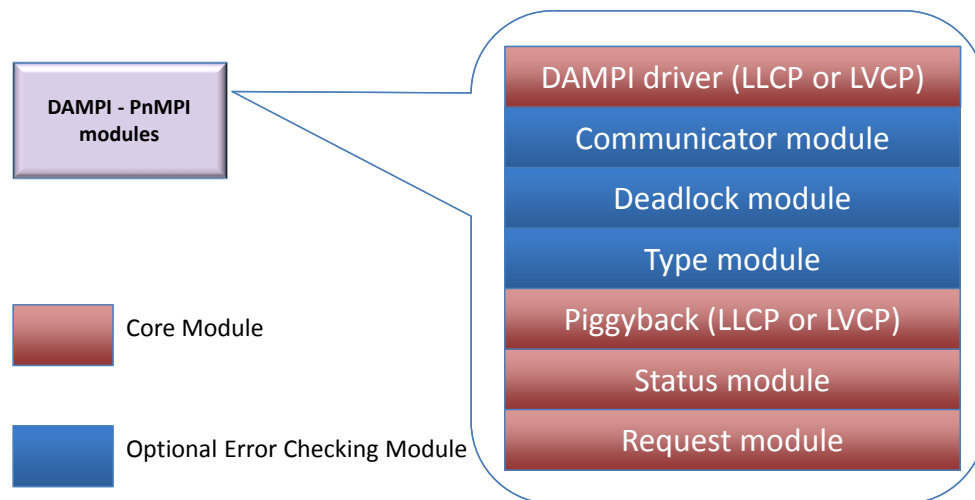 DAMPI - PnMPI
modules
Core Module
Optional Error Checking Module
DAMPI driver (LLCP or LVCP)
Communicator module
Deadlock module
Type module
Piggyback (LLCP or LVCP)
Status module
Request module